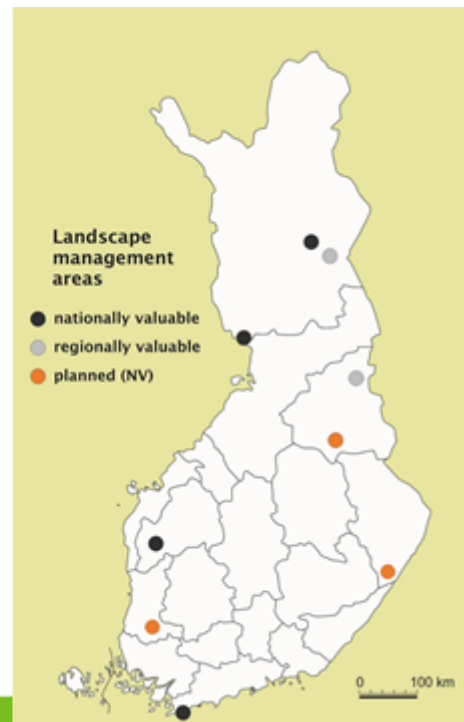 Landscape
management
areas
nationally valuable
regionally valuable
planned (NV)
0 100 km